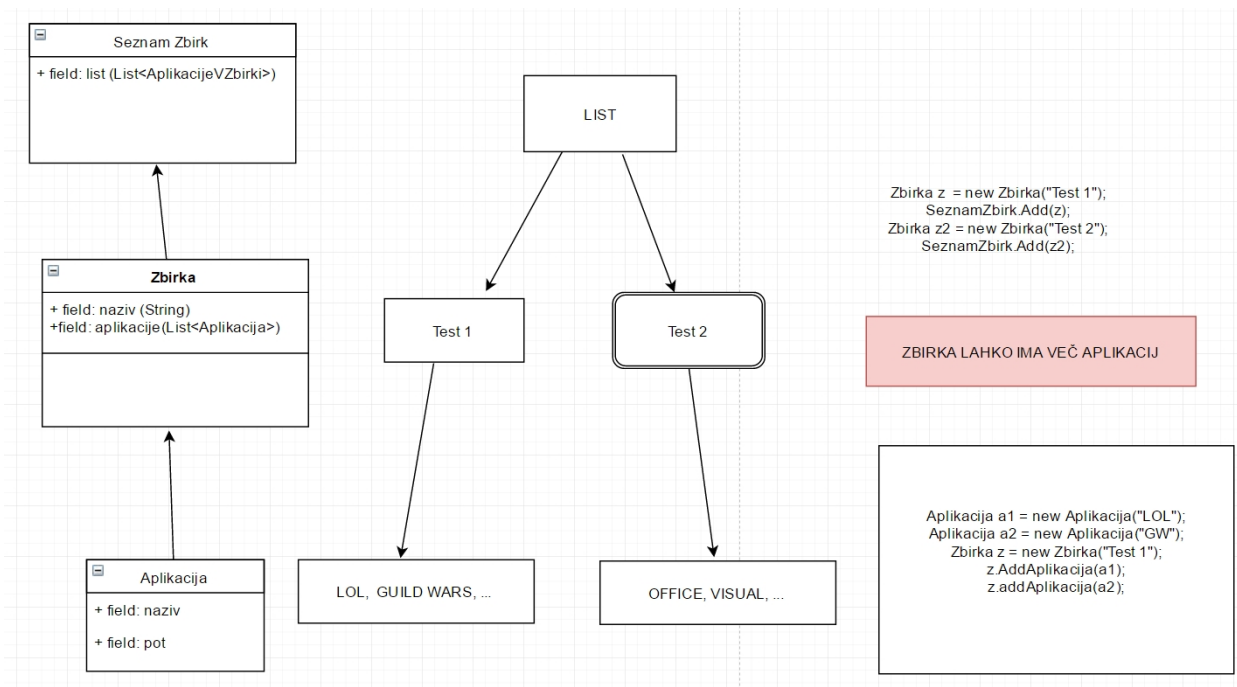 Seznam Zbirk
+ field: list (List<AplikacijeVZbirki>)
Zbirka
+ field: naziv (String)
+field: aplikacije(List<Aplikacija>)
Aplikacija
+ field: naziv
+ field: pot
LIST
Test 1
Test 2
LOL, GUILD WARS, ...
OFFICE, VISUAL, ...
Zbirka z = new Zbirka("Test 1");
SeznamZbirk.Add(z);
Zbirka z2 = new Zbirka("Test 2");
SeznamZbirk.Add(z2);
ZBIRKA LAHKO IMA VEČ APLIKACIJ
Aplikacija a1 = new Aplikacija("LOL");
Aplikacija a2 = new Aplikacija("GW");
Zbirka z = new Zbirka("Test 1");
z.AddAplikacija(a1);
z.addAplikacija(a2);